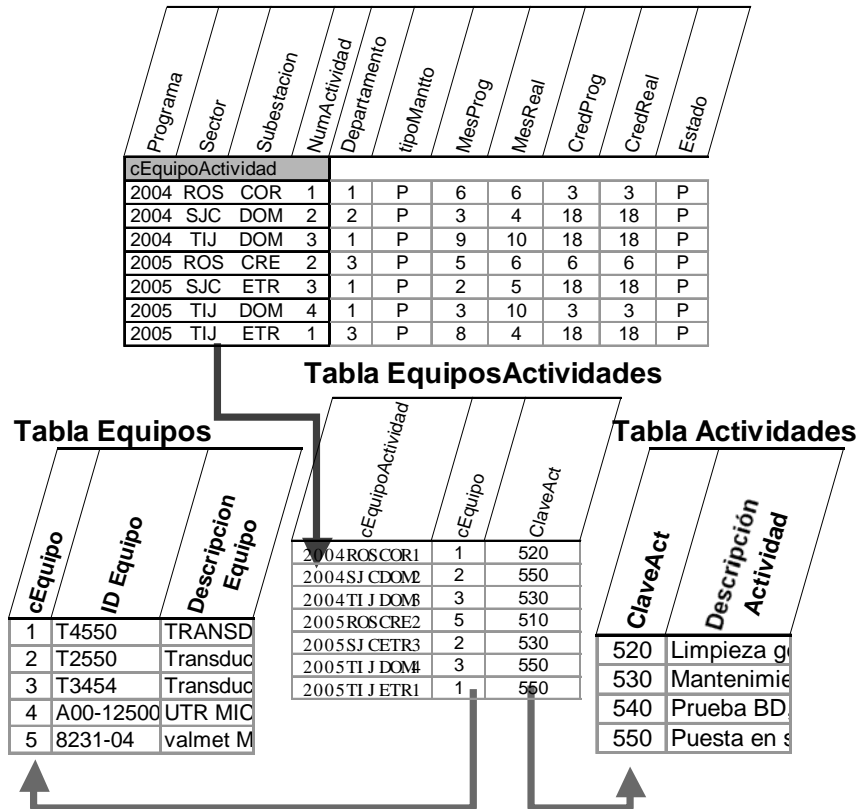 Programa Sector Subestacion NumActividad Departamento tipoMantto MesProg MesReal CredProg CredReal Estado
cEquipoActividad
2004 ROS COR 1 1 P 6 6 3 3 P
2004 SJC DOM 2 2 P 3 4 18 18 P
2004 TIJ DOM 3 1 P 9 10 18 18 P
2005 ROS CRE 2 3 P 5 6 6 6 P
2005 SJC ETR 3 1 P 2 5 18 18 P
2005 TIJ DOM 4 1 P 3 10 3 3 P
2005 TIJ ETR 1 3 P 8 4 18 18 P
Tabla EquiposActividades
cEquipoActividad cEquipo ClaveAct
2004ROSCOR1 1 520
2004SJCDOM2 2 550
2004TIJDOM3 3 530
2005ROSCRE2 5 510
2005SJCETR3 2 530
2005TIJDOM4 3 550
2005TIJETR1 1 550
Tabla Equipos
cEquipo ID Equipo Descripcion Equipo
1 T4550 TRANSD
2 T2550 Transduc
3 T3454 Transduc
4 A00-12500 UTR MIC
5 8231-04 valmet M
Tabla Actividades
ClaveAct Descripción Actividad
520 Limpieza ge
530 Mantenimie
540 Prueba BD,
550 Puesta en s